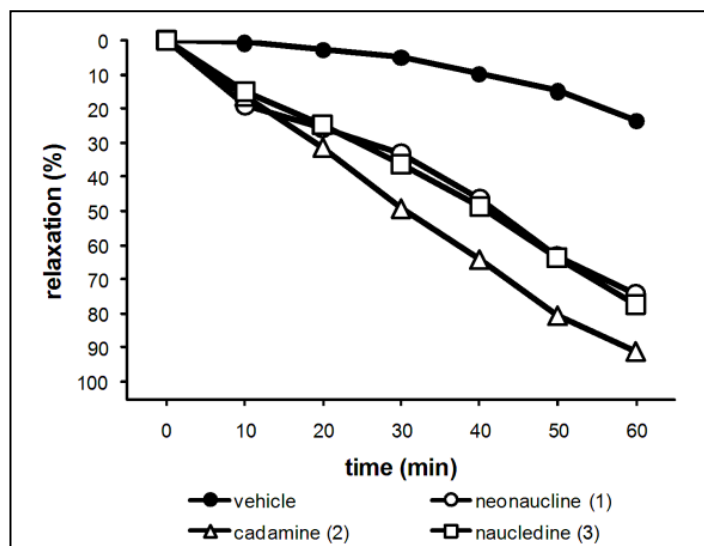 0
10
20
30
40
50
60
70
80
90
100
relaxation (%)
0 10 20 30 40 50 60
time (min)
vehicle neonaucline (1)
cadamine (2) naucledine (3)